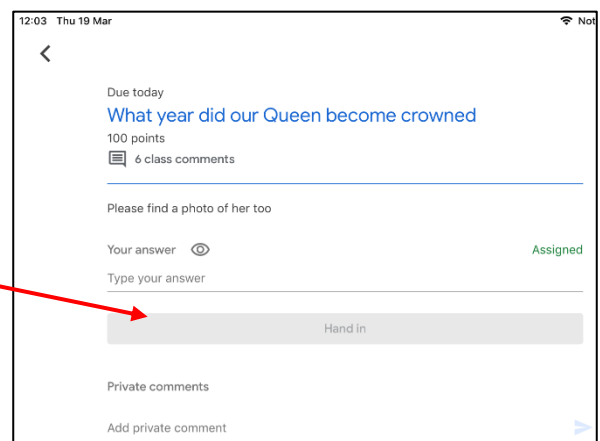 12:03 Thu 19 Mar Not
Due today
What year did our Queen become crowned
100 points
6 class comments
Please find a photo of her too
Your answer Assigned
Type your answer
Hand in
Private comments
Add private comment